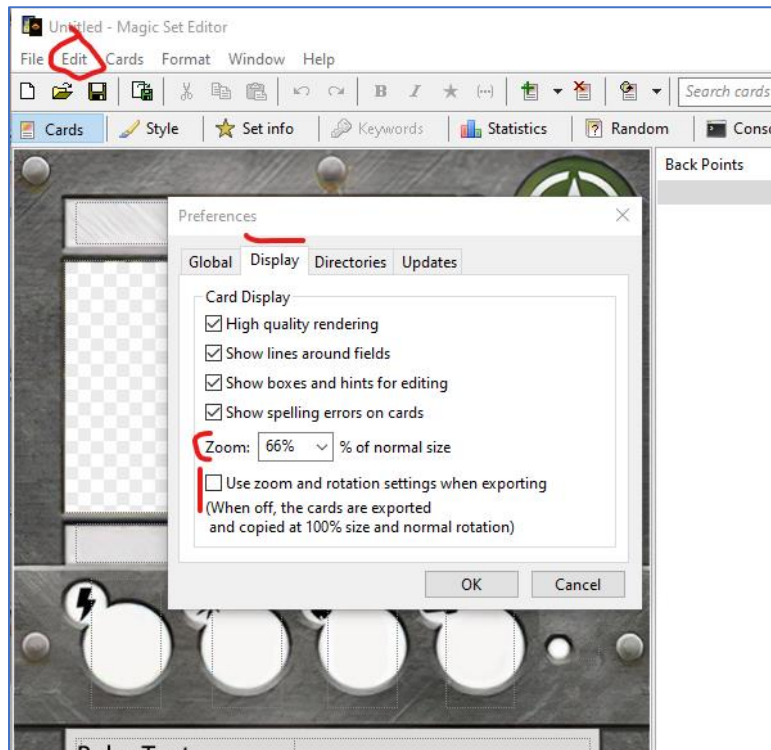 Untitled - Magic Set Editor
File Edit Cards Format Window Help
B I Search cards
Cards Style Set info Keywords Statistics Random
Back Points
Preferences
Global Display Directories Updates
Card Display
High quality rendering
Show lines around fields
Show boxes and hints for editing
Show spelling errors on cards
Zoom: 66% % of normal size
Use zoom and rotation settings when exporting
(When off, the cards are exported
and copied at 100% size and normal rotation)
OK Cancel